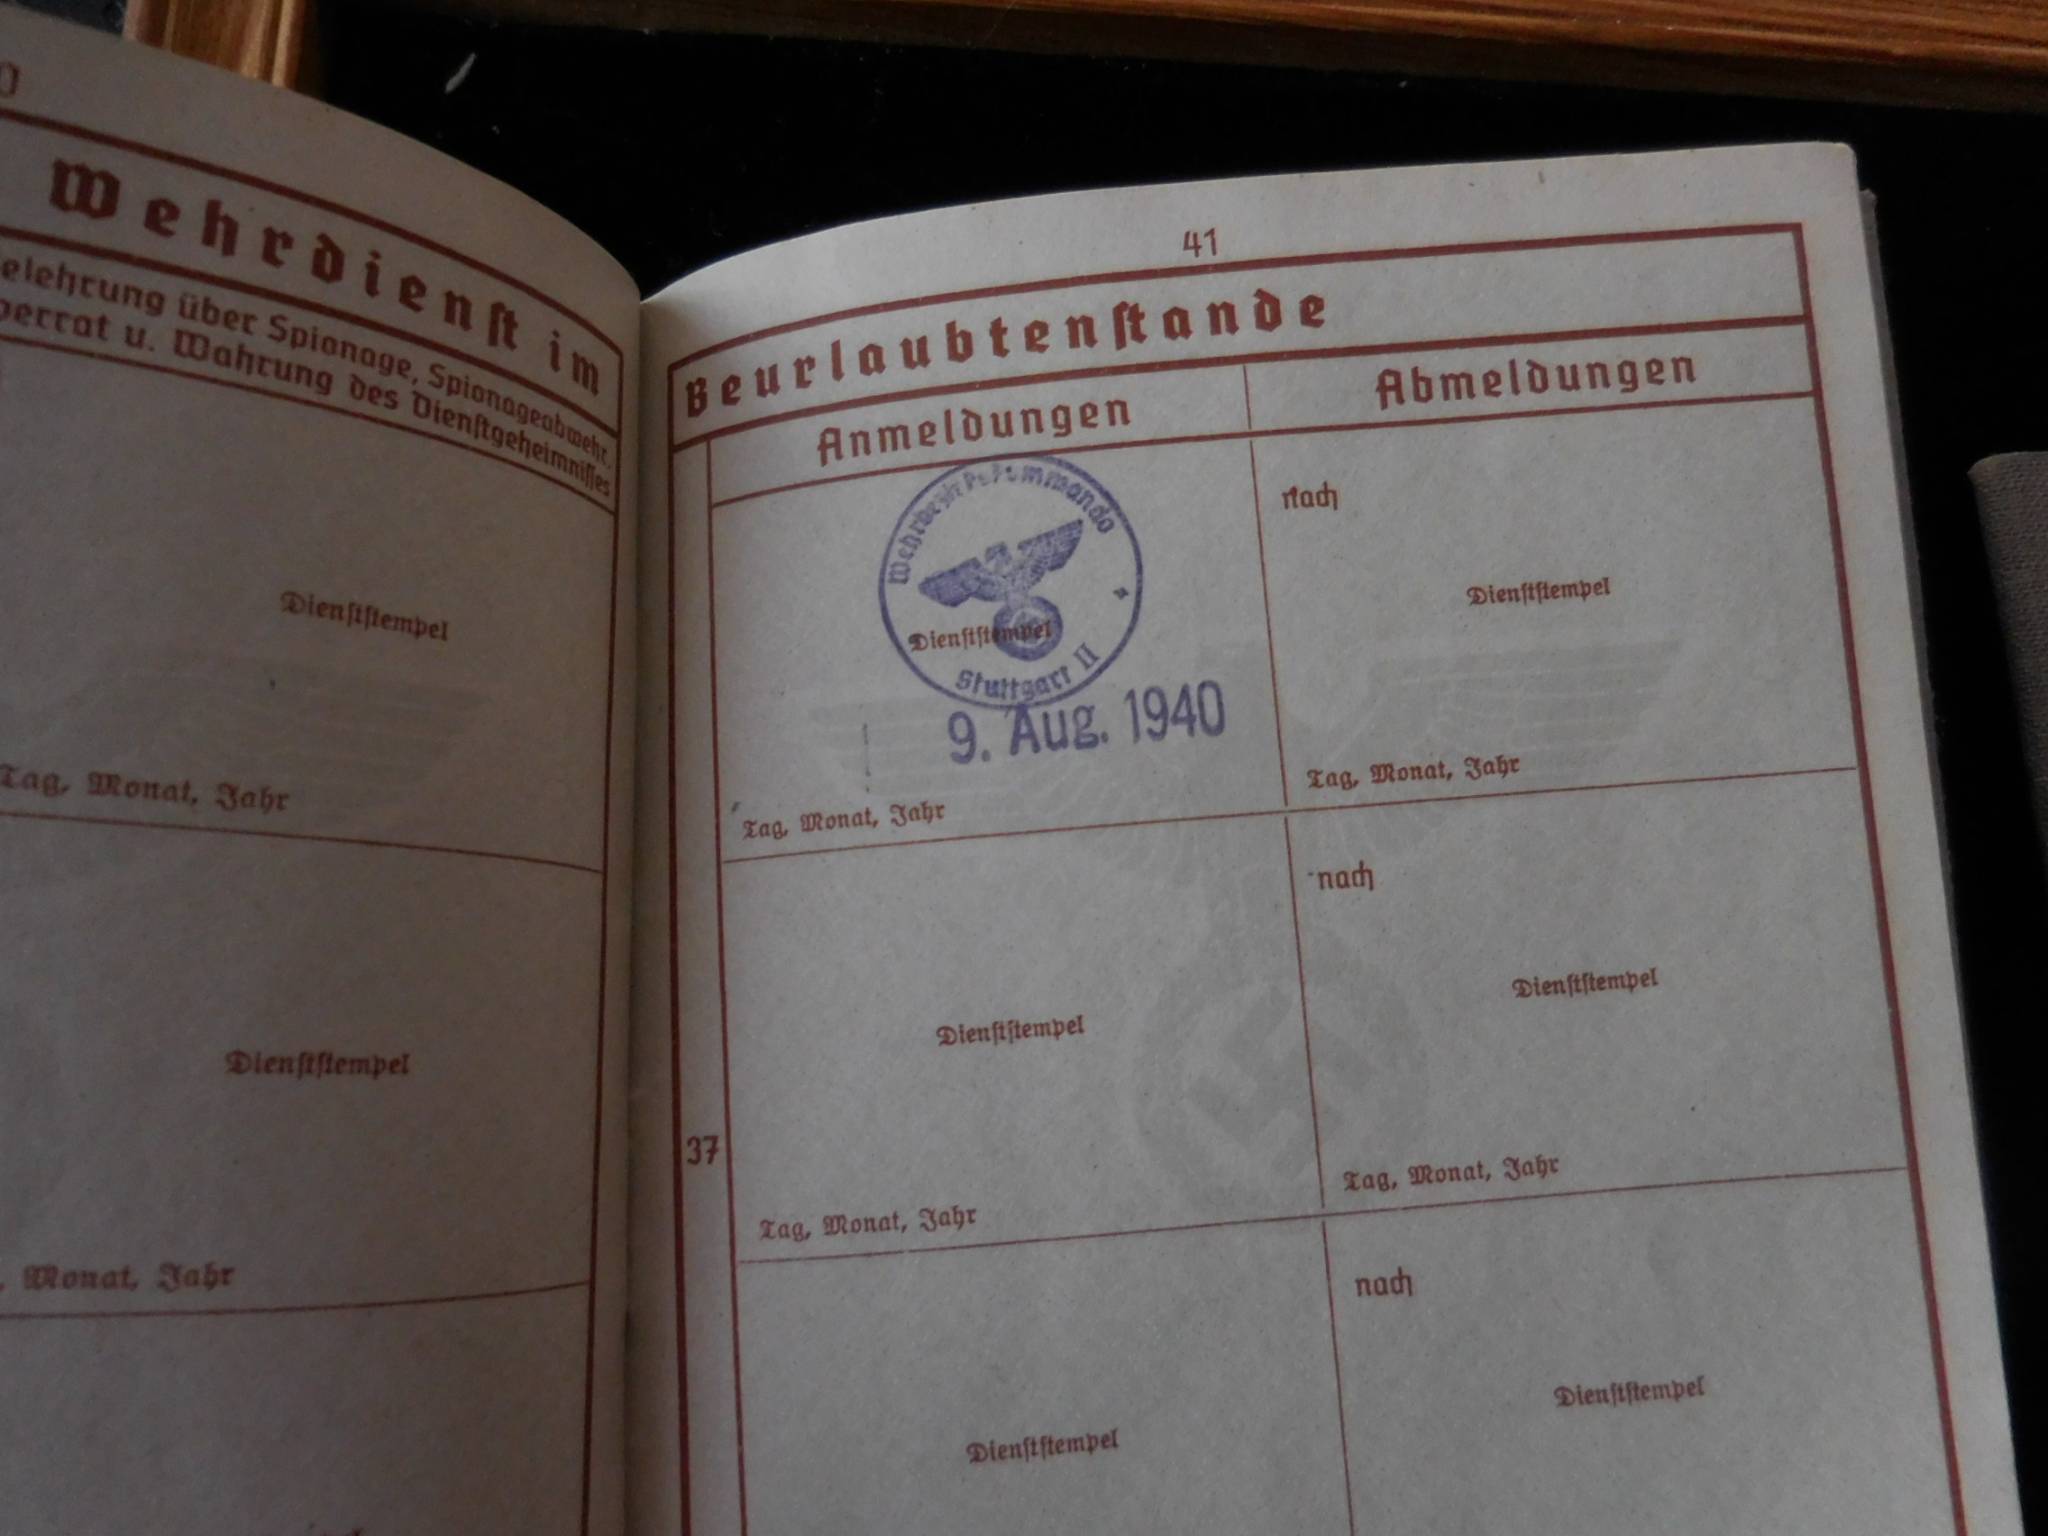 Wehrdienst im
elehrung über Spionage, Spionageabwehr,
verrat u. Wahrung des Dienstgeheimnisses
Dienststempel
Tag, Monat, Jahr
Dienststempel
, Monat, Jahr
41
Beurlaubtenstande
Anmeldungen
Abmeldungen
Wehrbezirkskommando
Stuttgart II
Dienststempel
9. Aug. 1940
Tag, Monat, Jahr
nach
Dienststempel
Tag, Monat, Jahr
37
Dienststempel
Tag, Monat, Jahr
nach
Dienststempel
Tag, Monat, Jahr
Dienststempel
nach
Dienststempel